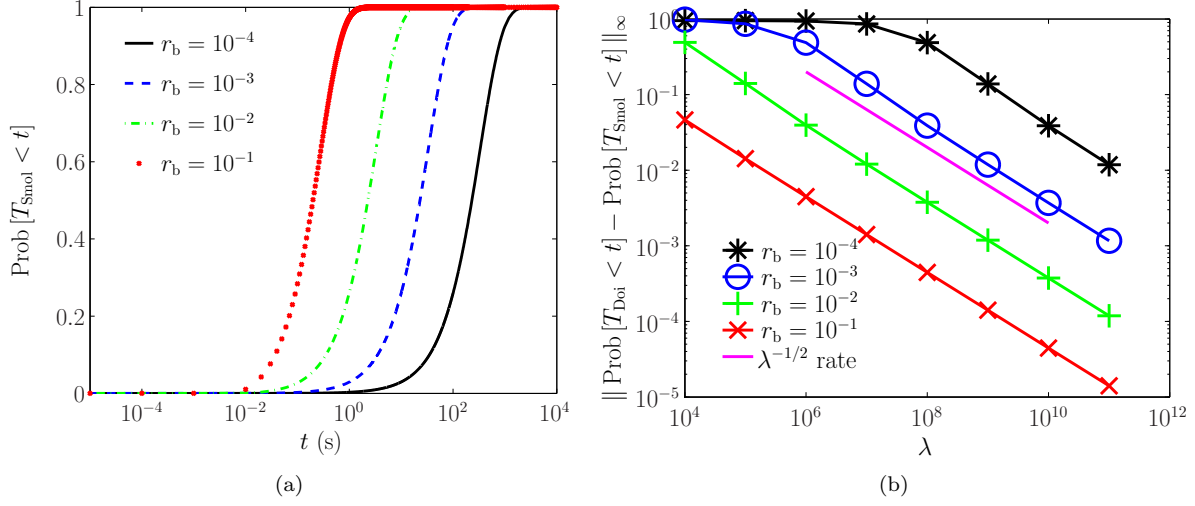 Prob [T_Smol < t]
1
0.8
0.6
0.4
0.2
0
r_b = 10^−4
r_b = 10^−3
r_b = 10^−2
r_b = 10^−1
10^−4
10^−2
10^0
10^2
10^4
t (s)
(a)
‖Prob [T_Doi < t] − Prob [T_Smol < t]‖_∞
10^0
10^−1
10^−2
10^−3
10^−4
10^−5
r_b = 10^−4
r_b = 10^−3
r_b = 10^−2
r_b = 10^−1
λ^−1/2 rate
10^4
10^6
10^8
10^10
10^12
λ
(b)